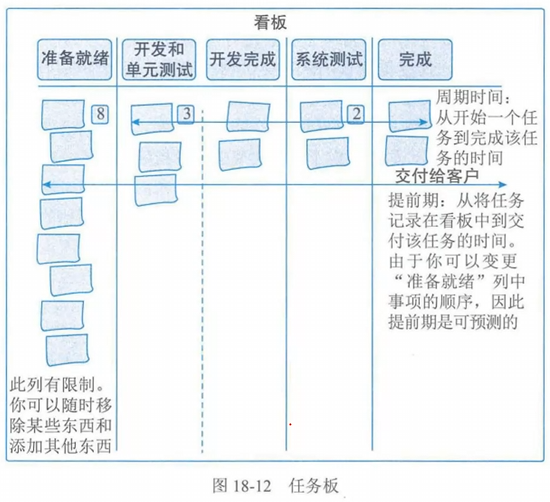 看板
准备就绪
开发和
单元测试
开发完成
系统测试
完成
8
3
2
周期时间：
从开始一个任
务到完成该任
务的时间
交付给客户
提前期：从将任务
记录在看板中到交
付该任务的时间。
由于你可以变更
“准备就绪”列中
事项的顺序，因此
提前期是可预测的
此列有限制。
你可以随时移
除某些东西和
添加其他东西
图 18-12 任务板